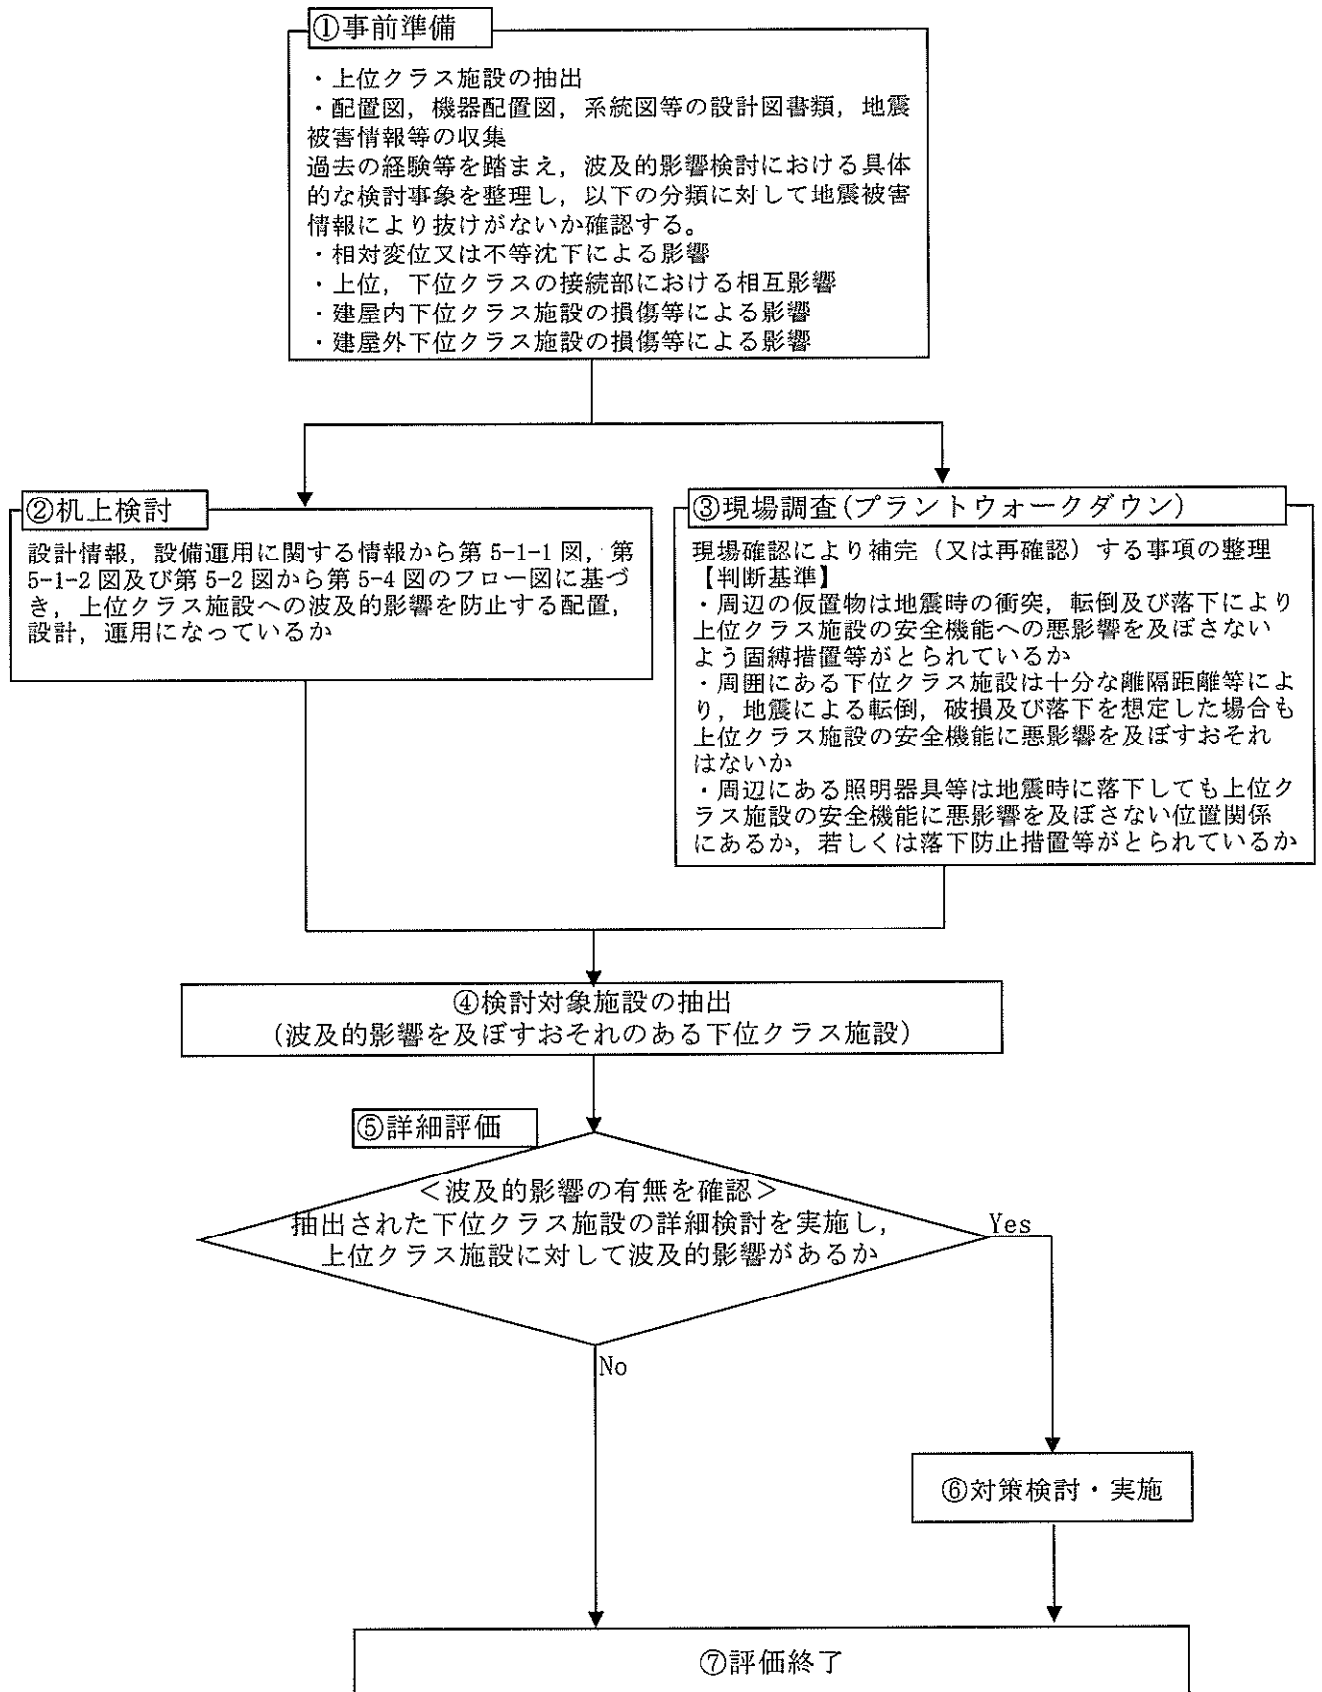 ①事前準備
・上位クラス施設の抽出
・配置図，機器配置図，系統図等の設計図書類，地震
被害情報等の収集
過去の経験等を踏まえ，波及的影響検討における具体
的な検討事象を整理し，以下の分類に対して地震被害
情報により抜けがないか確認する。
・相対変位又は不等沈下による影響
・上位，下位クラスの接続部における相互影響
・建屋内下位クラス施設の損傷等による影響
・建屋外下位クラス施設の損傷等による影響
②机上検討
設計情報，設備運用に関する情報から第 5-1-1 図，第
5-1-2 図及び第 5-2 図から第 5-4 図のフロー図に基づ
き，上位クラス施設への波及的影響を防止する配置，
設計，運用になっているか
③現場調査(プラントウォークダウン)
現場確認により補完（又は再確認）する事項の整理
【判断基準】
・周辺の仮置物は地震時の衝突，転倒及び落下により
上位クラス施設の安全機能への悪影響を及ぼさない
よう固縛措置等がとられているか
・周囲にある下位クラス施設は十分な離隔距離等によ
り，地震による転倒，破損及び落下を想定した場合も
上位クラス施設の安全機能に悪影響を及ぼすおそれ
はないか
・周辺にある照明器具等は地震時に落下しても上位ク
ラス施設の安全機能に悪影響を及ぼさない位置関係
にあるか，若しくは落下防止措置等がとられているか
④検討対象施設の抽出
（波及的影響を及ぼすおそれのある下位クラス施設）
⑤詳細評価
＜波及的影響の有無を確認＞
抽出された下位クラス施設の詳細検討を実施し，
上位クラス施設に対して波及的影響があるか
Yes
No
⑥対策検討・実施
⑦評価終了